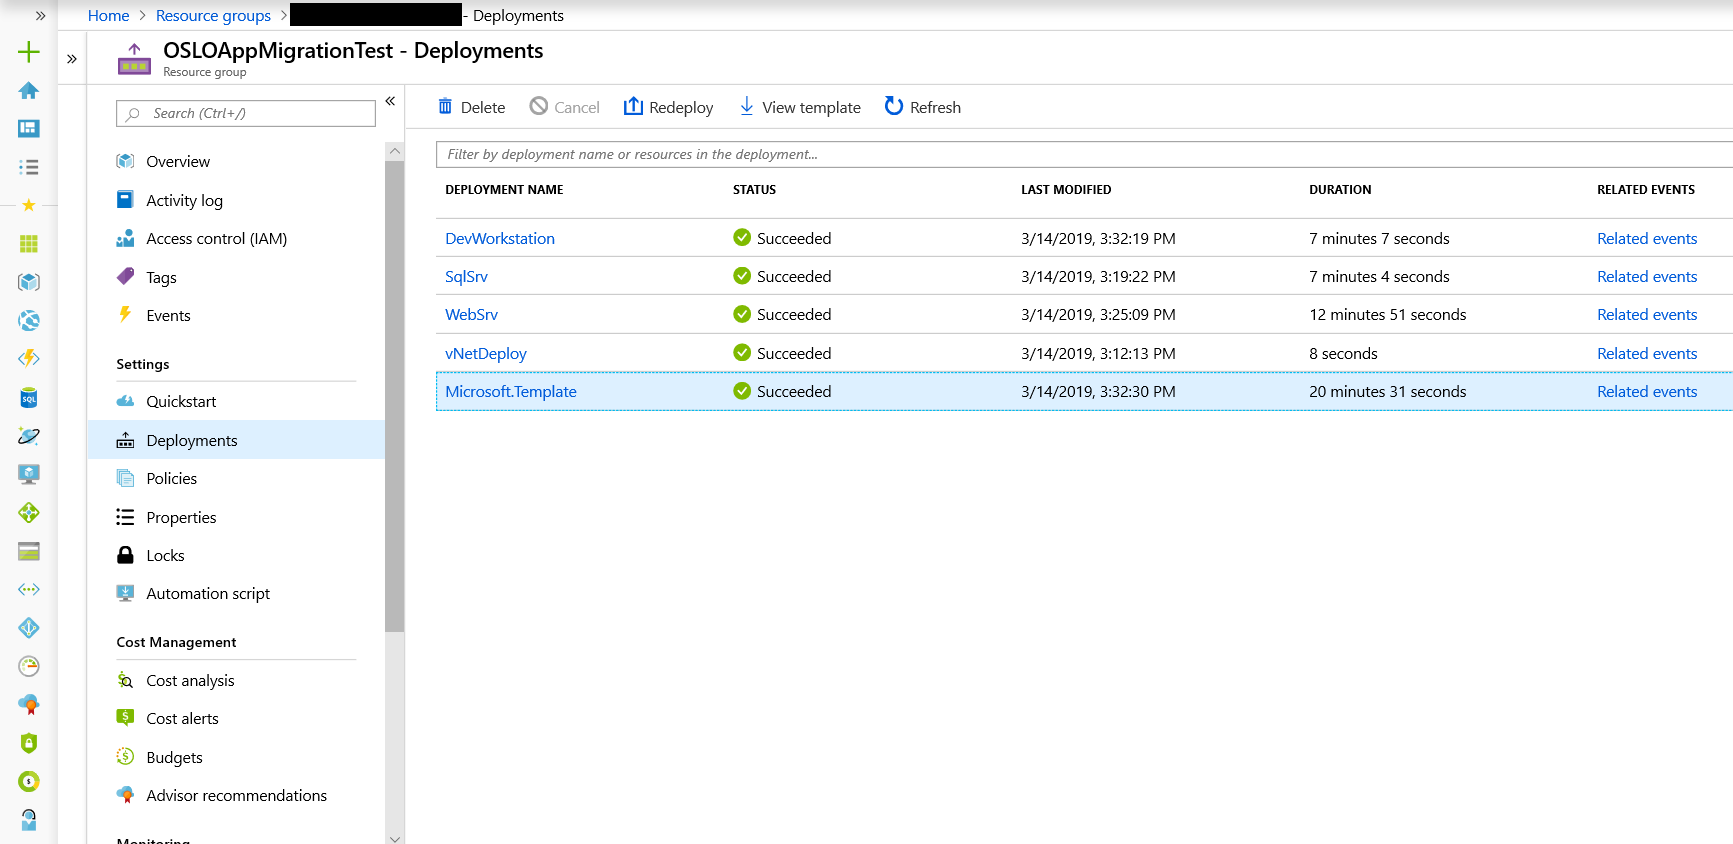 Home > Resource groups > - Deployments
OSLOAppMigrationTest - Deployments
Resource group
Search (Ctrl+/)
Overview
Activity log
Access control (IAM)
Tags
Events
Settings
Quickstart
Deployments
Policies
Properties
Locks
Automation script
Cost Management
Cost analysis
Cost alerts
Budgets
Advisor recommendations
Monitoring
Delete Cancel Redeploy View template Refresh
Filter by deployment name or resources in the deployment...
DEPLOYMENT NAME STATUS LAST MODIFIED DURATION RELATED EVENTS
DevWorkstation Succeeded 3/14/2019, 3:32:19 PM 7 minutes 7 seconds Related events
SqlSrv Succeeded 3/14/2019, 3:19:22 PM 7 minutes 4 seconds Related events
WebSrv Succeeded 3/14/2019, 3:25:09 PM 12 minutes 51 seconds Related events
vNetDeploy Succeeded 3/14/2019, 3:12:13 PM 8 seconds Related events
Microsoft.Template Succeeded 3/14/2019, 3:32:30 PM 20 minutes 31 seconds Related events